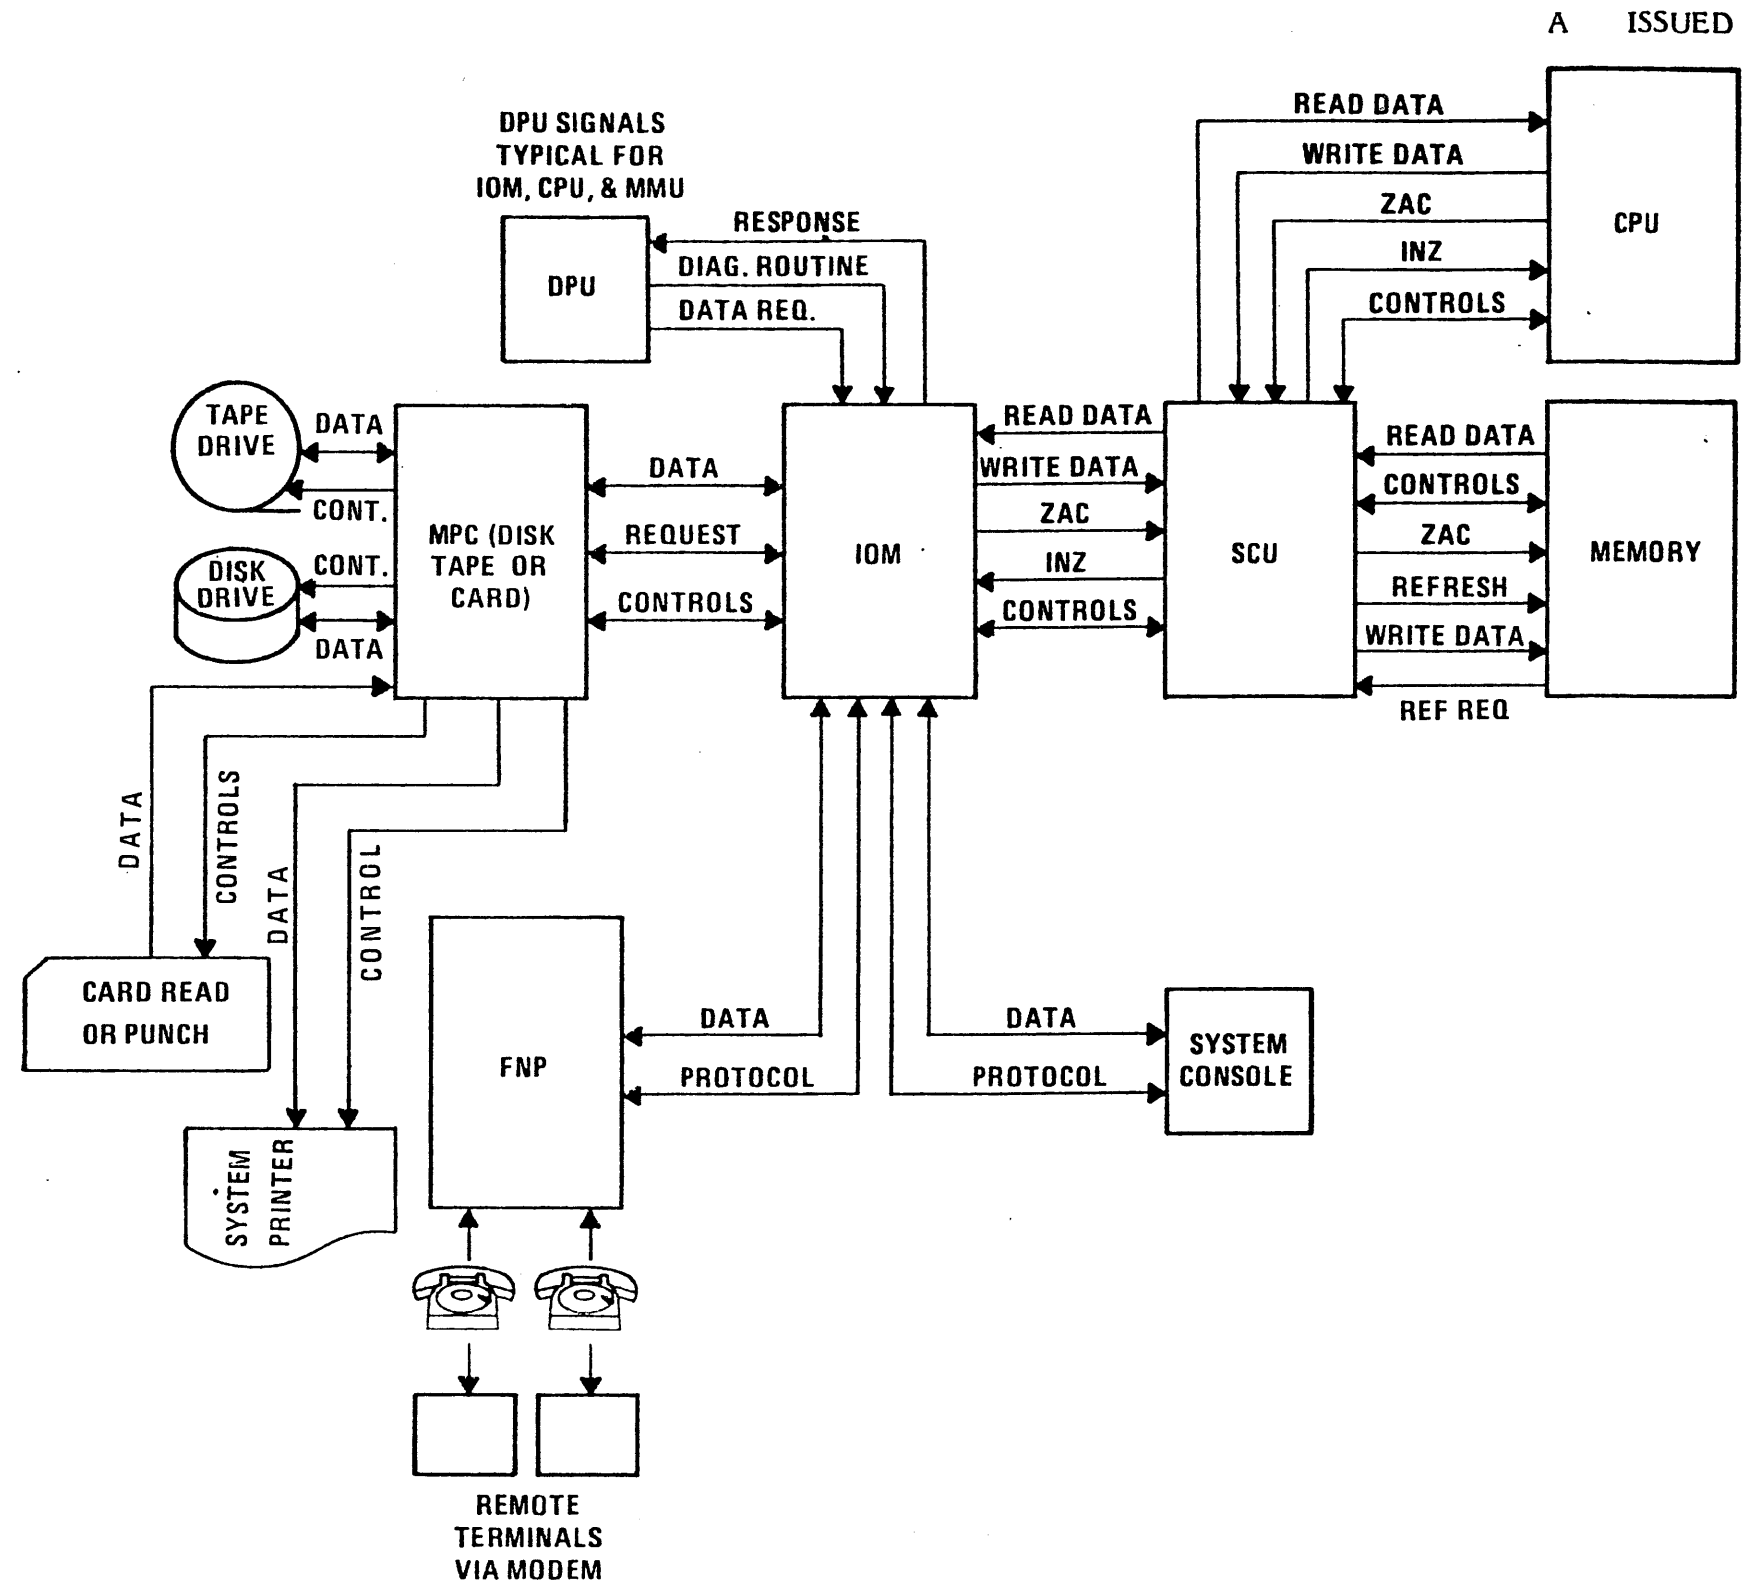 A ISSUED
DPU SIGNALS
TYPICAL FOR
IOM, CPU, & MMU
DPU
RESPONSE
DIAG. ROUTINE
DATA REQ.
READ DATA
WRITE DATA
ZAC
INZ
CONTROLS
CPU
TAPE
DRIVE
DATA
CONT.
DISK
DRIVE
CONT.
DATA
MPC (DISK
TAPE OR
CARD)
DATA
REQUEST
CONTROLS
IOM
READ DATA
WRITE DATA
ZAC
INZ
CONTROLS
SCU
READ DATA
CONTROLS
ZAC
REFRESH
WRITE DATA
REF REQ
MEMORY
DATA
CONTROLS
DATA
CONTROL
CARD READ
OR PUNCH
SYSTEM
PRINTER
FNP
DATA
PROTOCOL
DATA
PROTOCOL
SYSTEM
CONSOLE
REMOTE
TERMINALS
VIA MODEM